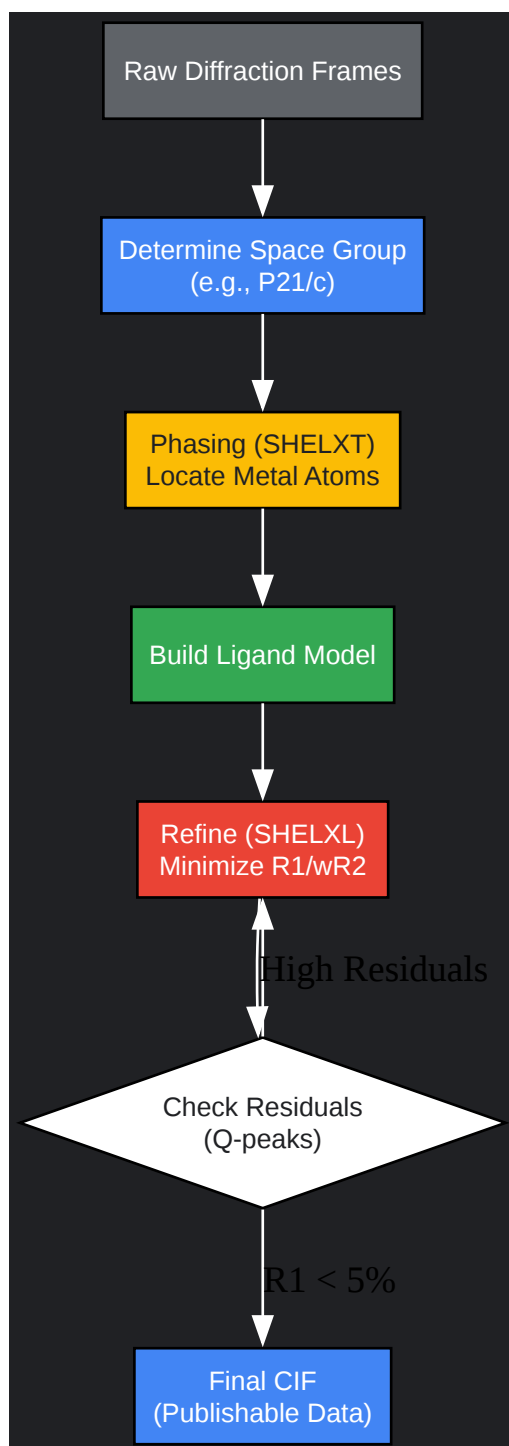 Raw Diffraction Frames
Determine Space Group
(e.g., P21/c)
Phasing (SHELXT)
Locate Metal Atoms
Build Ligand Model
Refine (SHELXL)
Minimize R1/wR2
High Residuals
Check Residuals
(Q-peaks)
R1 < 5%
Final CIF
(Publishable Data)